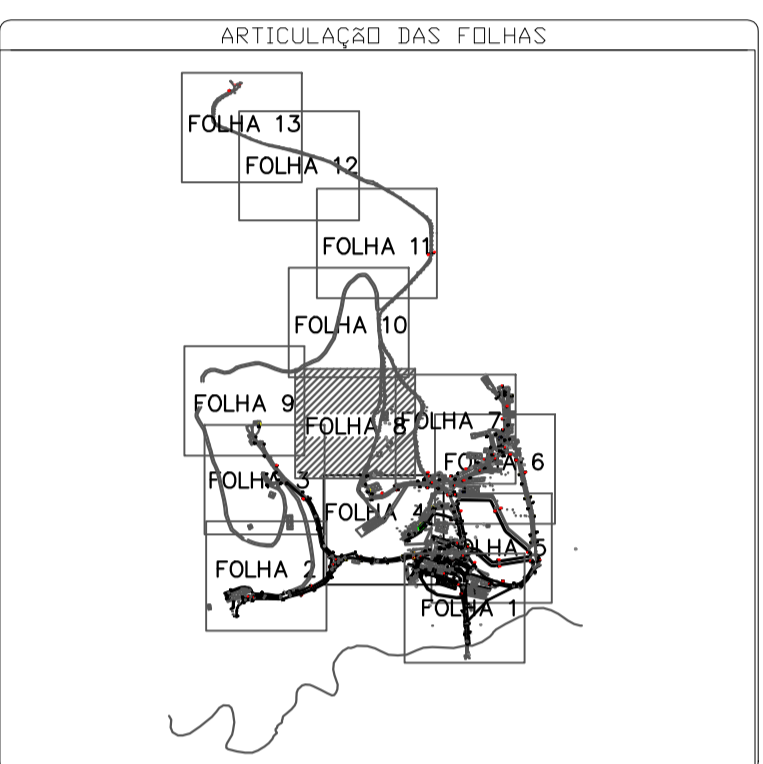 ARTICULAÇãO DAS FOLHAS
FOLHA 13
FOLHA 12
FOLHA 11
FOLHA 10
FOLHA 9
FOLHA 8
FOLHA 7
FOLHA 6
FOLHA 3
FOLHA 4
FOLHA 5
FOLHA 2
FOLHA 1